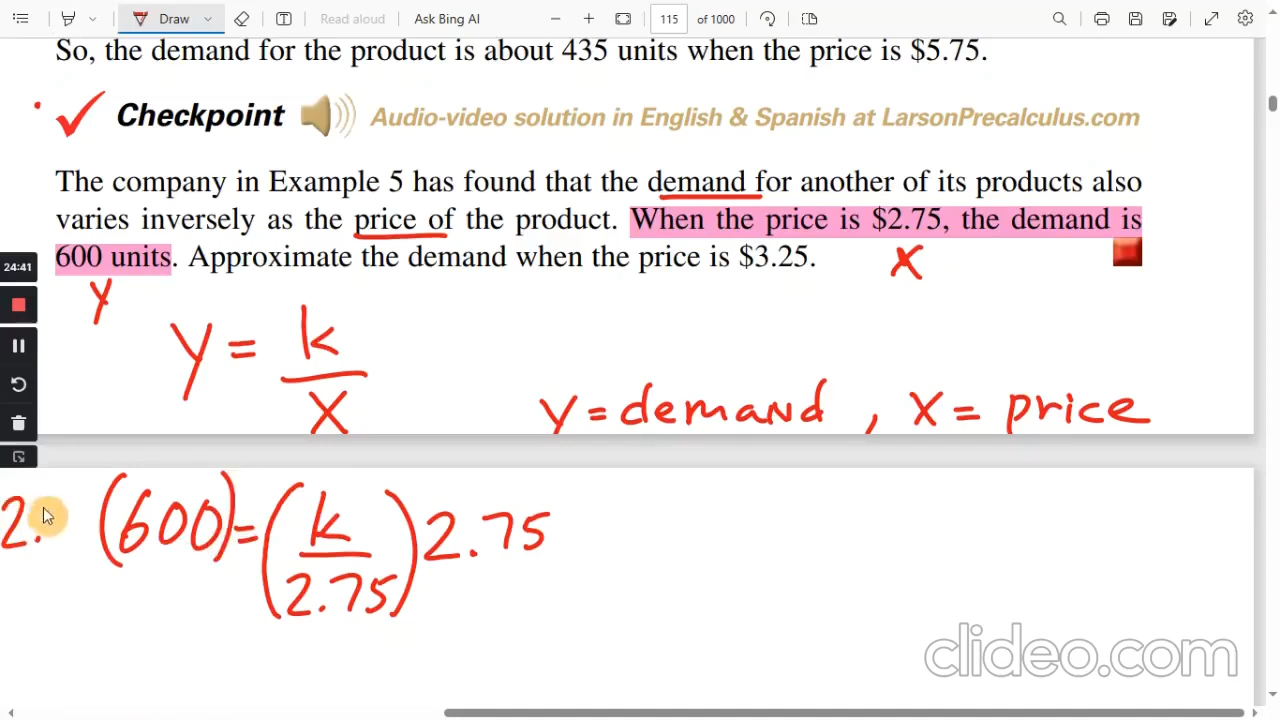 Draw
Read aloud
Ask Bing AI
115 of 1000
So, the demand for the product is about 435 units when the price is $5.75.
Checkpoint Audio-video solution in English & Spanish at LarsonPrecalculus.com
The company in Example 5 has found that the demand for another of its products also
varies inversely as the price of the product. When the price is $2.75, the demand is
600 units. Approximate the demand when the price is $3.25.
24:41
x
y
y = k / x
y = demand , x = price
2. (600) = (k / 2.75) 2.75
clideo.com